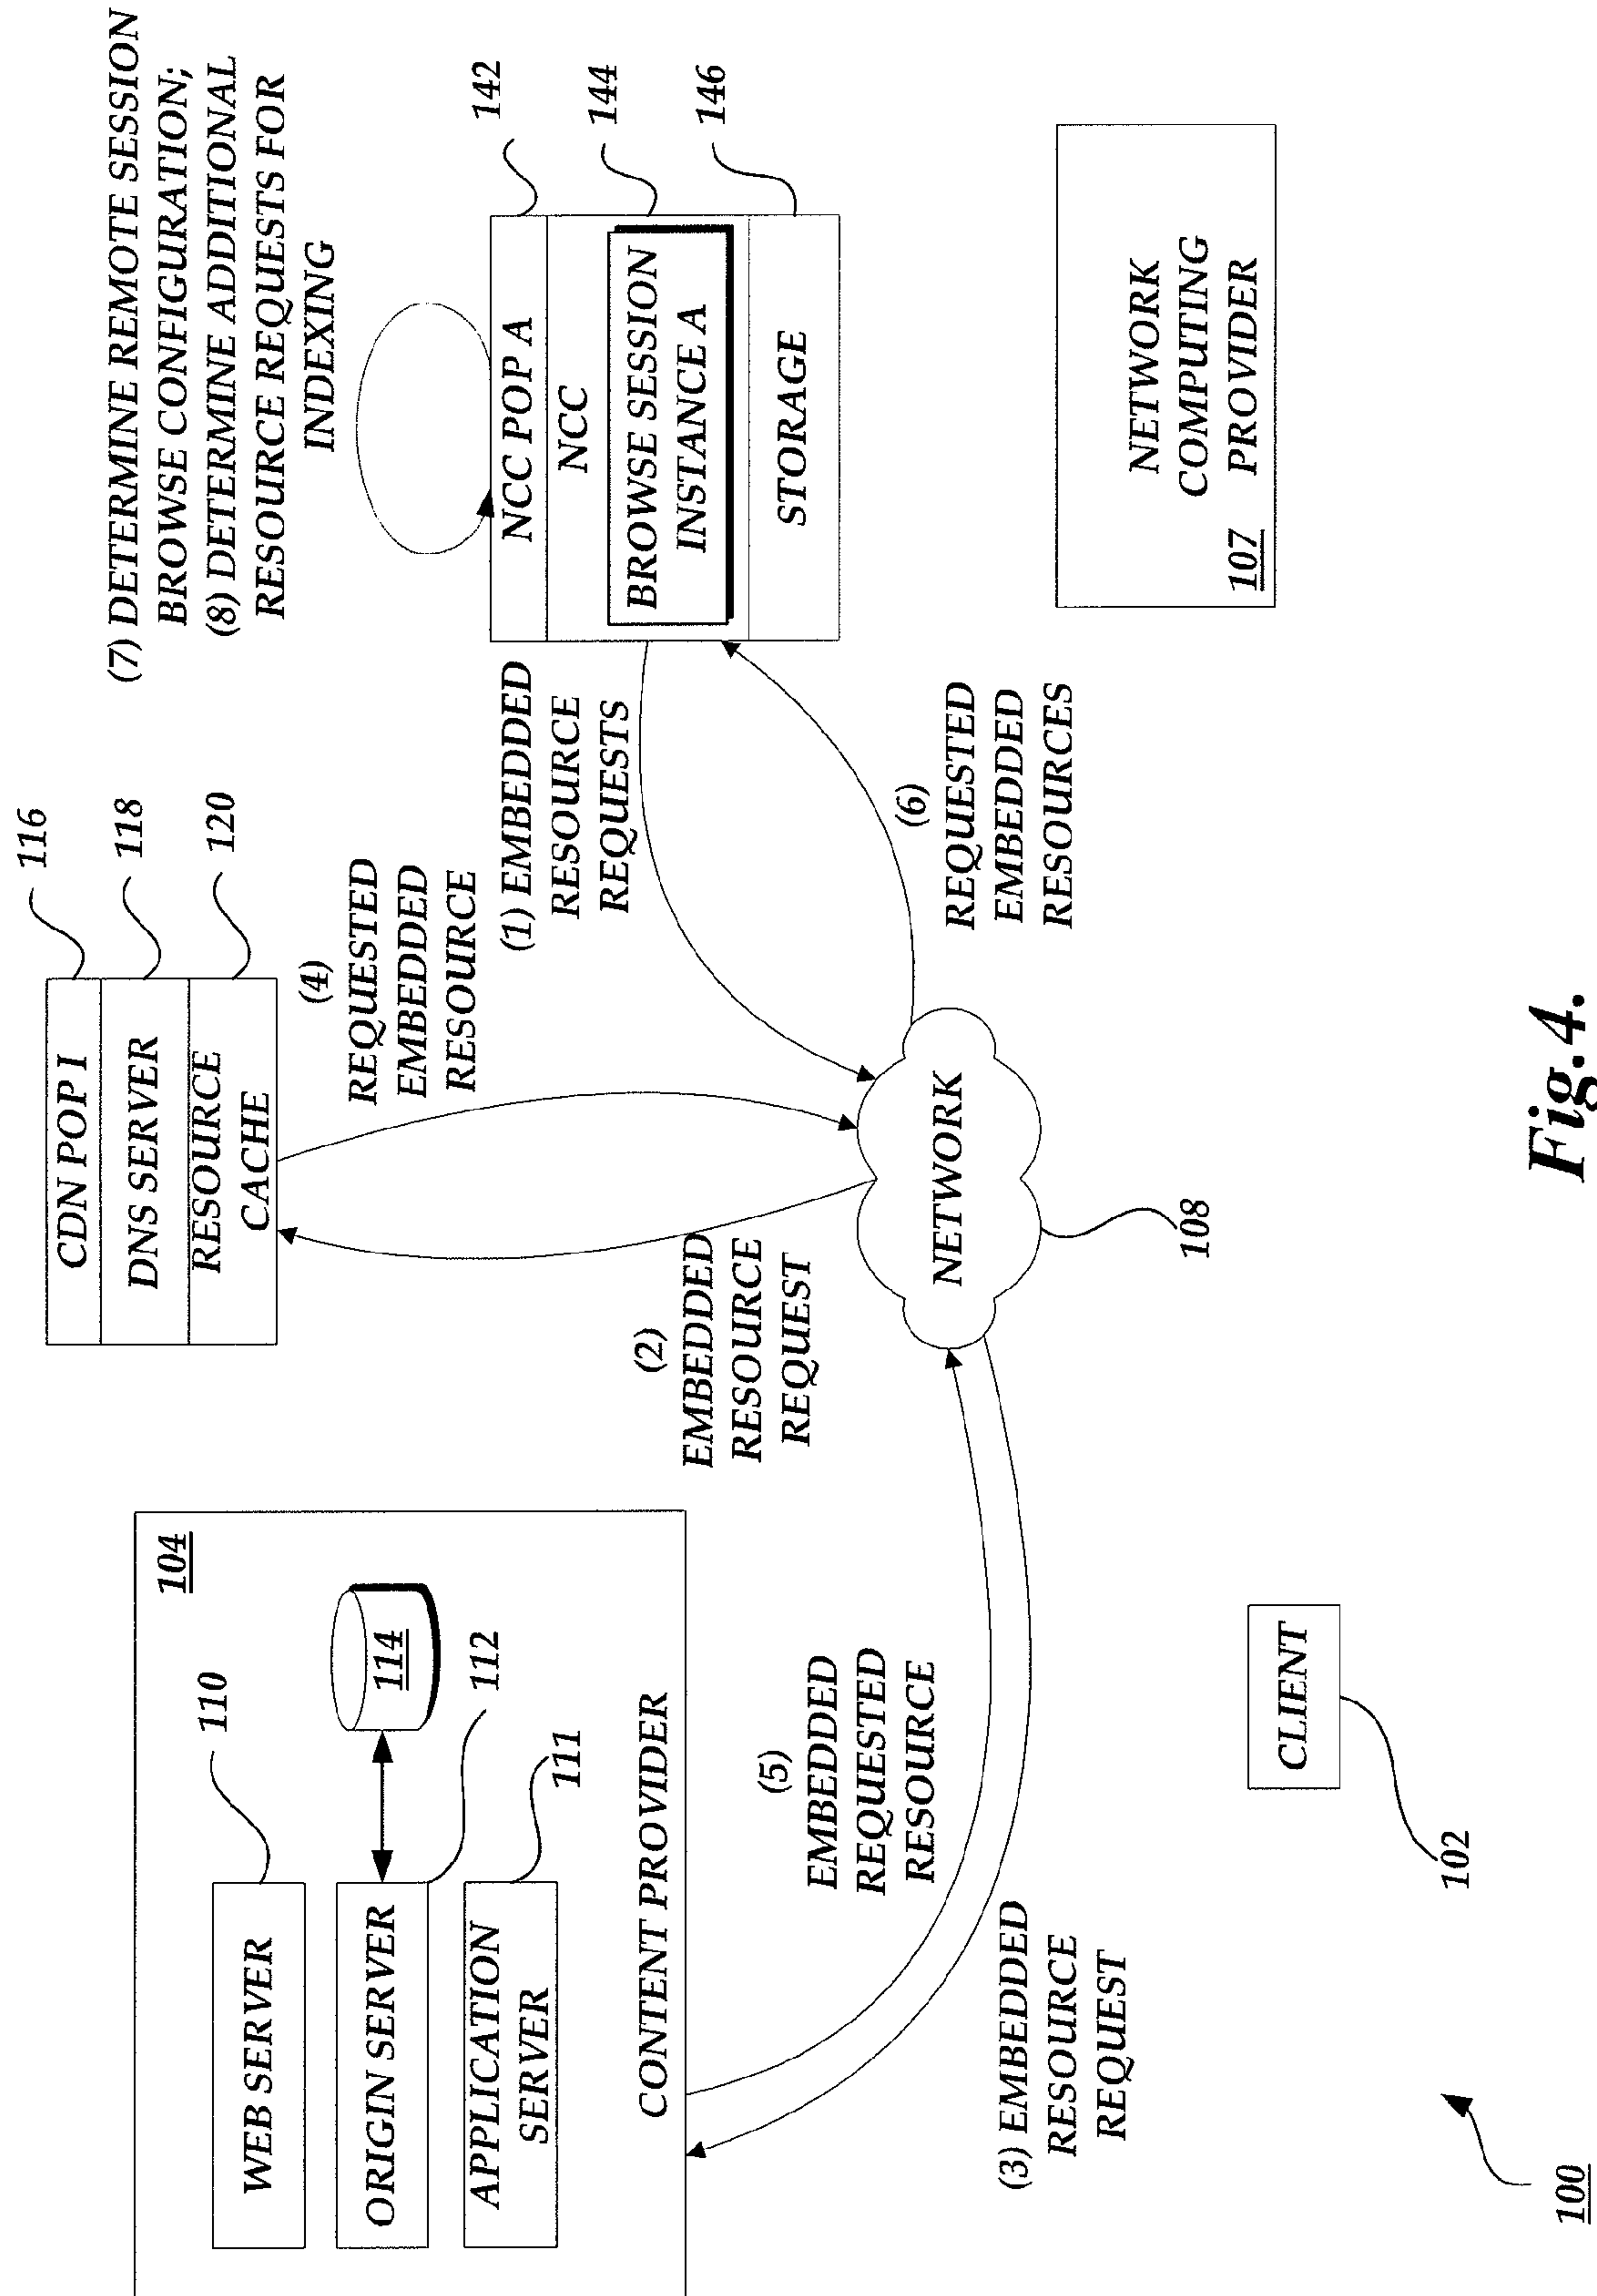 116
CDN POP I
118
DNS SERVER
120
RESOURCE
CACHE
(7) DETERMINE REMOTE SESSION
BROWSE CONFIGURATION;
(8) DETERMINE ADDITIONAL
RESOURCE REQUESTS FOR
INDEXING
104
110
WEB SERVER
114
112
ORIGIN SERVER
111
APPLICATION
SERVER
CONTENT PROVIDER
(4)
REQUESTED
EMBEDDED
RESOURCE
142
NCC POP A
144
NCC
BROWSE SESSION
INSTANCE A
146
STORAGE
(1) EMBEDDED
RESOURCE
REQUESTS
(2)
EMBEDDED
RESOURCE
REQUEST
(5)
EMBEDDED
REQUESTED
RESOURCE
NETWORK
108
(6)
REQUESTED
EMBEDDED
RESOURCES
(3) EMBEDDED
RESOURCE
REQUEST
NETWORK
COMPUTING
PROVIDER
107
CLIENT
102
100
Fig.4.